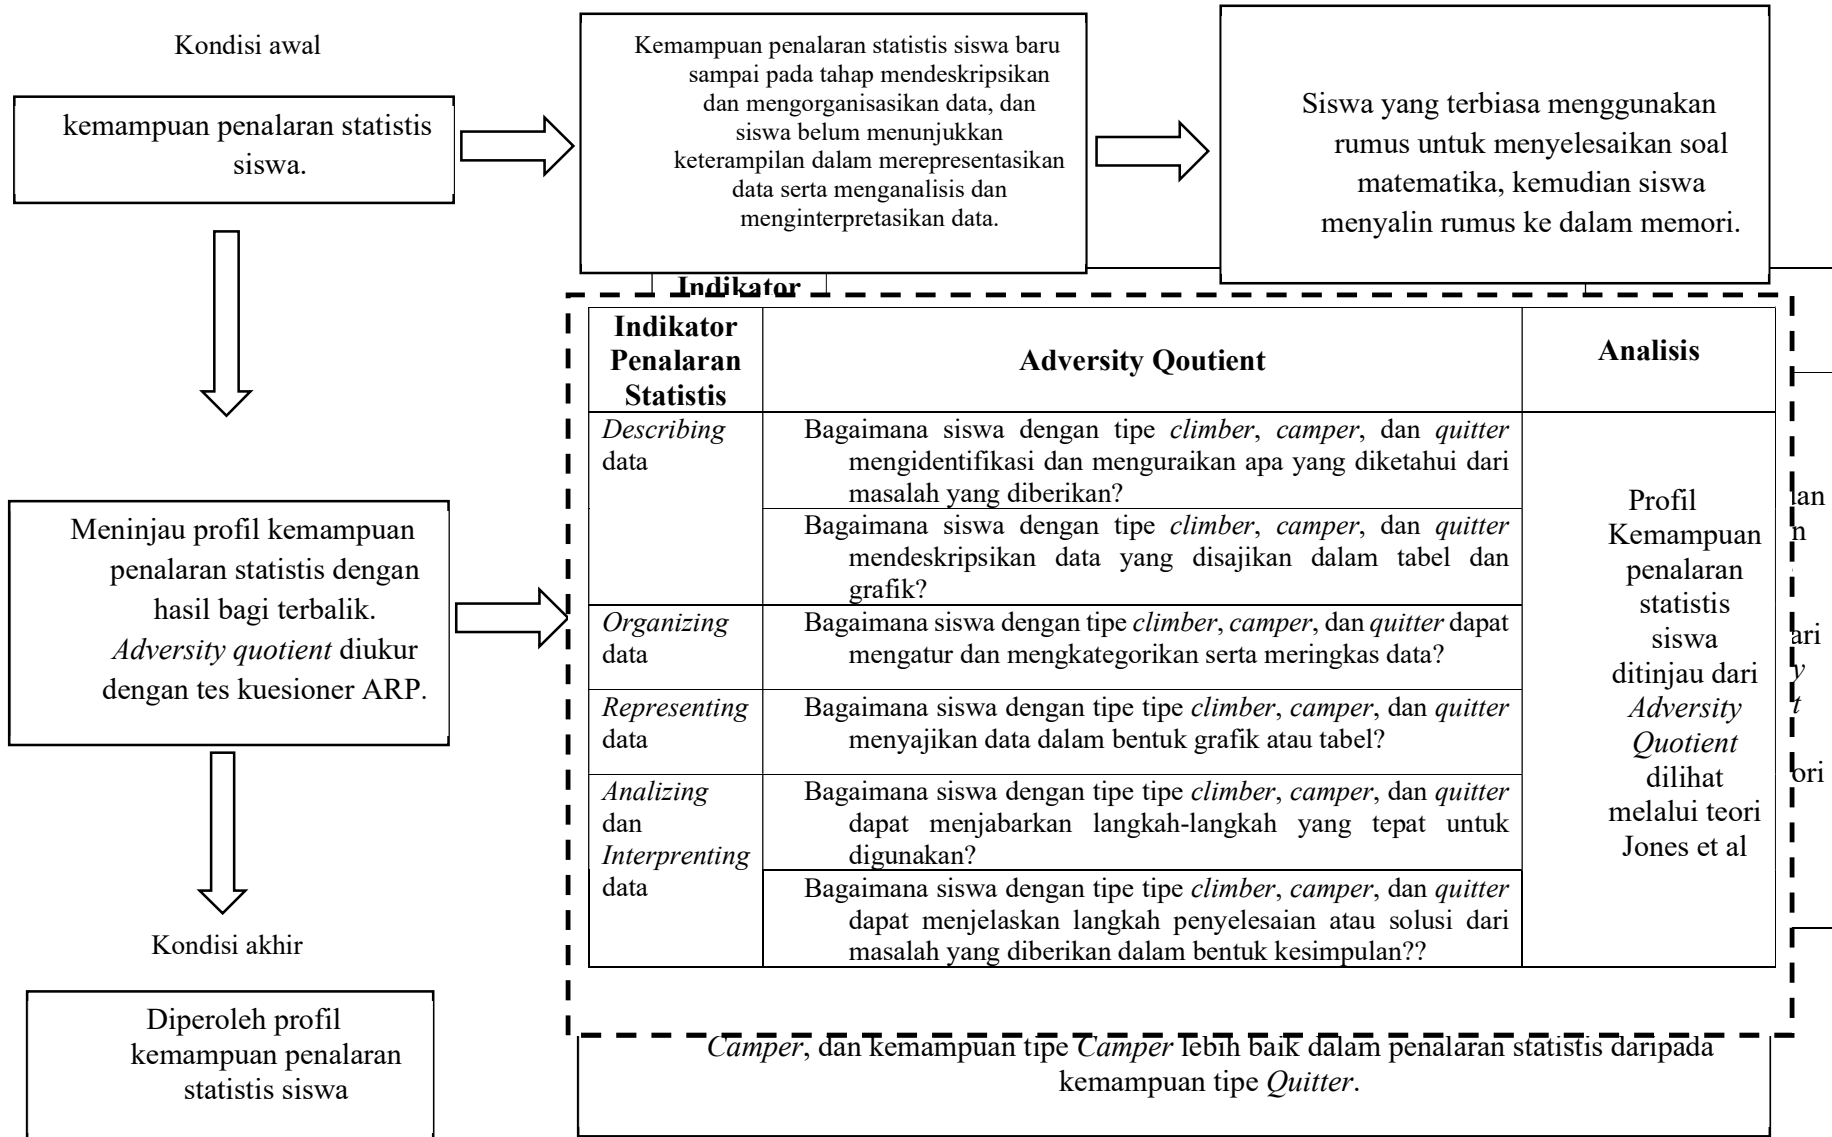 Kondisi awal
kemampuan penalaran statistis
siswa.
Kemampuan penalaran statistis siswa baru
sampai pada tahap mendeskripsikan
dan mengorganisasikan data, dan
siswa belum menunjukkan
keterampilan dalam merepresentasikan
data serta menganalisis dan
menginterpretasikan data.
Siswa yang terbiasa menggunakan
rumus untuk menyelesaikan soal
matematika, kemudian siswa
menyalin rumus ke dalam memori.
Indikator
Indikator
Penalaran
Statistis
Adversity Qoutient
Analisis
Describing
data
Bagaimana siswa dengan tipe climber, camper, dan quitter
mengidentifikasi dan menguraikan apa yang diketahui dari
masalah yang diberikan?
Bagaimana siswa dengan tipe climber, camper, dan quitter
mendeskripsikan data yang disajikan dalam tabel dan
grafik?
Organizing
data
Bagaimana siswa dengan tipe climber, camper, dan quitter dapat
mengatur dan mengkategorikan serta meringkas data?
Representing
data
Bagaimana siswa dengan tipe tipe climber, camper, dan quitter
menyajikan data dalam bentuk grafik atau tabel?
Analizing
dan
Interprenting
data
Bagaimana siswa dengan tipe tipe climber, camper, dan quitter
dapat menjabarkan langkah-langkah yang tepat untuk
digunakan?
Bagaimana siswa dengan tipe tipe climber, camper, dan quitter
dapat menjelaskan langkah penyelesaian atau solusi dari
masalah yang diberikan dalam bentuk kesimpulan??
Profil
Kemampuan
penalaran
statistis
siswa
ditinjau dari
Adversity
Quotient
dilihat
melalui teori
Jones et al
Meninjau profil kemampuan
penalaran statistis dengan
hasil bagi terbalik.
Adversity quotient diukur
dengan tes kuesioner ARP.
Kondisi akhir
Diperoleh profil
kemampuan penalaran
statistis siswa
Camper, dan kemampuan tipe Camper lebih baik dalam penalaran statistis daripada
kemampuan tipe Quitter.